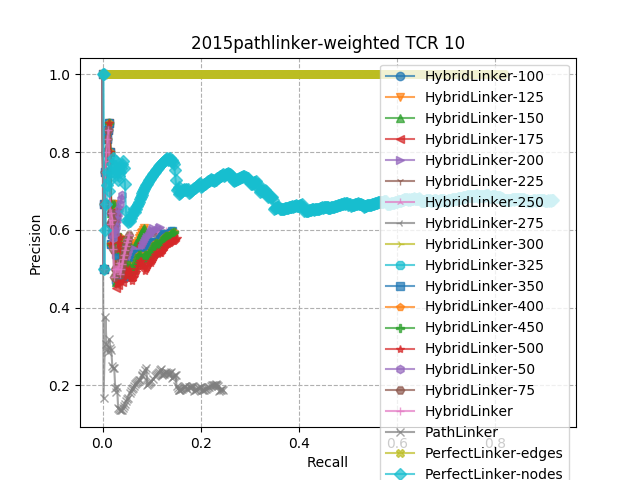 2015pathlinker-weighted TCR 10
1.0
0.8
0.6
0.4
0.2
Precision
0.0
0.2
0.4
0.6
0.8
Recall
HybridLinker-100
HybridLinker-125
HybridLinker-150
HybridLinker-175
HybridLinker-200
HybridLinker-225
HybridLinker-250
HybridLinker-275
HybridLinker-300
HybridLinker-325
HybridLinker-350
HybridLinker-400
HybridLinker-450
HybridLinker-500
HybridLinker-50
HybridLinker-75
HybridLinker
PathLinker
PerfectLinker-edges
PerfectLinker-nodes